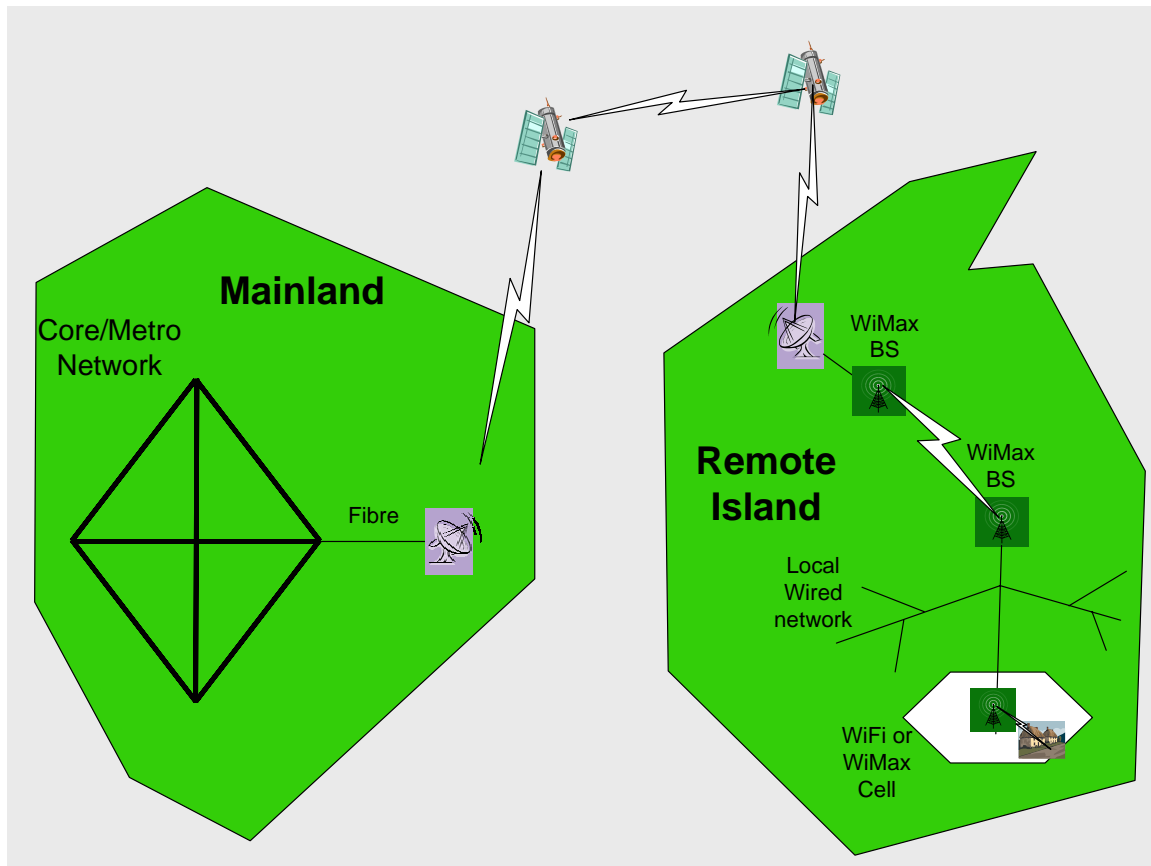 Mainland
Core/Metro
Network
Fibre
WiMax
BS
Remote
Island
WiMax
BS
Local
Wired
network
WiFi or
WiMax
Cell